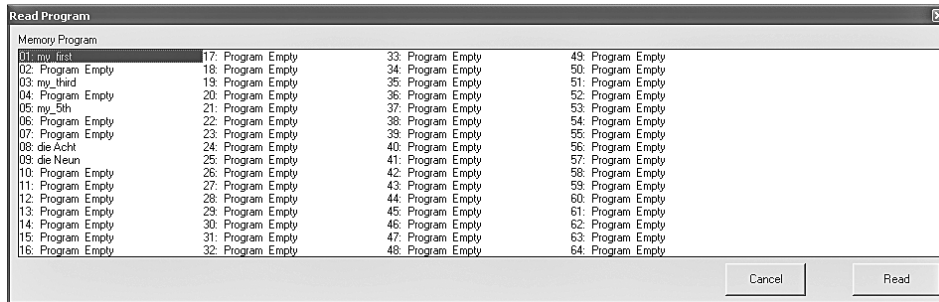 Read Program
Memory Program
01: my_first
02: Program Empty
03: my_third
04: Program Empty
05: my_5th
06: Program Empty
07: Program Empty
08: die Acht
09: die Neun
10: Program Empty
11: Program Empty
12: Program Empty
13: Program Empty
14: Program Empty
15: Program Empty
16: Program Empty
17: Program Empty
18: Program Empty
19: Program Empty
20: Program Empty
21: Program Empty
22: Program Empty
23: Program Empty
24: Program Empty
25: Program Empty
26: Program Empty
27: Program Empty
28: Program Empty
29: Program Empty
30: Program Empty
31: Program Empty
32: Program Empty
33: Program Empty
34: Program Empty
35: Program Empty
36: Program Empty
37: Program Empty
38: Program Empty
39: Program Empty
40: Program Empty
41: Program Empty
42: Program Empty
43: Program Empty
44: Program Empty
45: Program Empty
46: Program Empty
47: Program Empty
48: Program Empty
49: Program Empty
50: Program Empty
51: Program Empty
52: Program Empty
53: Program Empty
54: Program Empty
55: Program Empty
56: Program Empty
57: Program Empty
58: Program Empty
59: Program Empty
60: Program Empty
61: Program Empty
62: Program Empty
63: Program Empty
64: Program Empty
Cancel
Read